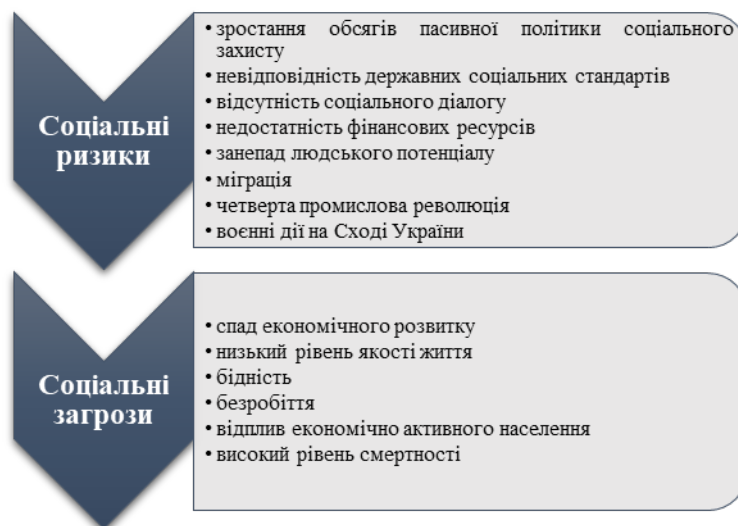 Соціальні
ризики
• зростання обсягів пасивної політики соціального
захисту
• невідповідність державних соціальних стандартів
• відсутність соціального діалогу
• недостатність фінансових ресурсів
• занепад людського потенціалу
• міграція
• четверта промислова революція
• воєнні дії на Сході України
Соціальні
загрози
• спад економічного розвитку
• низький рівень якості життя
• бідність
• безробіття
• відплив економічно активного населення
• високий рівень смертності